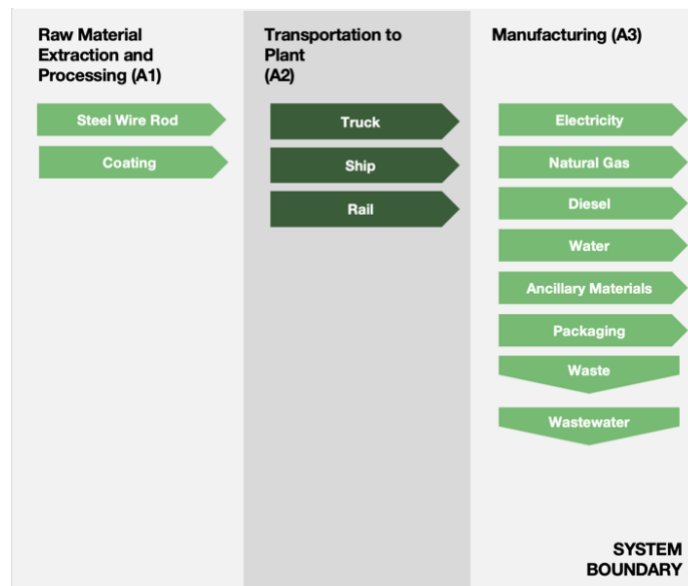 Raw Material
Extraction and
Processing (A1)
Steel Wire Rod
Coating
Transportation to
Plant
(A2)
Truck
Ship
Rail
Manufacturing (A3)
Electricity
Natural Gas
Diesel
Water
Ancillary Materials
Packaging
Waste
Wastewater
SYSTEM
BOUNDARY